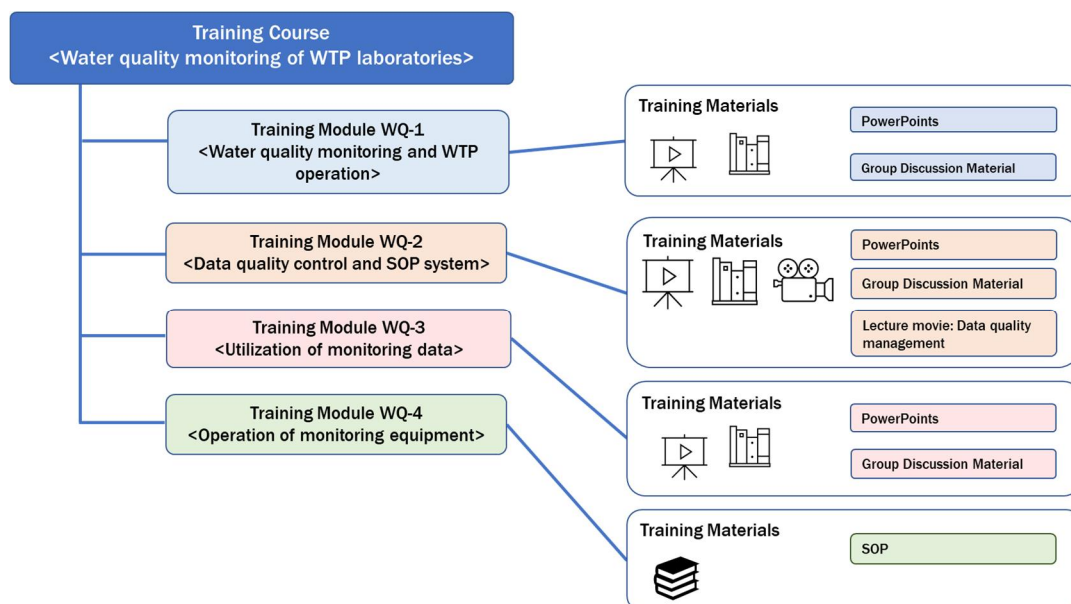 Training Course
<Water quality monitoring of WTP laboratories>
Training Module WQ-1
<Water quality monitoring and WTP
operation>
Training Materials
PowerPoints
Group Discussion Material
Training Module WQ-2
<Data quality control and SOP system>
Training Materials
PowerPoints
Group Discussion Material
Lecture movie: Data quality
management
Training Module WQ-3
<Utilization of monitoring data>
Training Materials
PowerPoints
Group Discussion Material
Training Module WQ-4
<Operation of monitoring equipment>
Training Materials
SOP